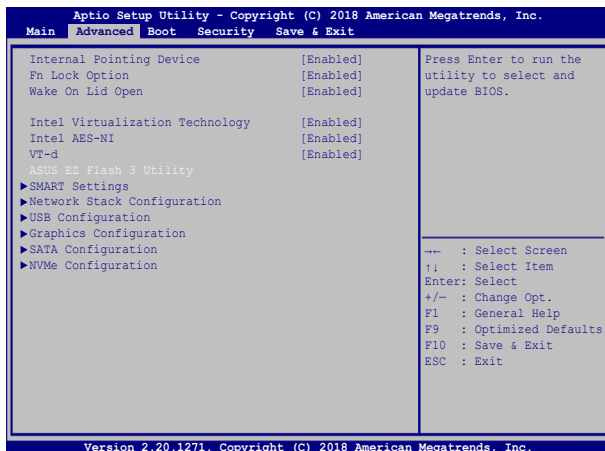 Aptio Setup Utility - Copyright (C) 2018 American Megatrends, Inc.
Main Advanced Boot Security Save & Exit
Internal Pointing Device [Enabled]
Fn Lock Option [Enabled]
Wake On Lid Open [Enabled]
Intel Virtualization Technology [Enabled]
Intel AES-NI [Enabled]
VT-d [Enabled]
ASUS EZ Flash 3 Utility
▶SMART Settings
▶Network Stack Configuration
▶USB Configuration
▶Graphics Configuration
▶SATA Configuration
▶NVMe Configuration
Press Enter to run the
utility to select and
update BIOS.
→← : Select Screen
↑↓ : Select Item
Enter: Select
+/— : Change Opt.
F1 : General Help
F9 : Optimized Defaults
F10 : Save & Exit
ESC : Exit
Version 2.20.1271. Copyright (C) 2018 American Megatrends, Inc.